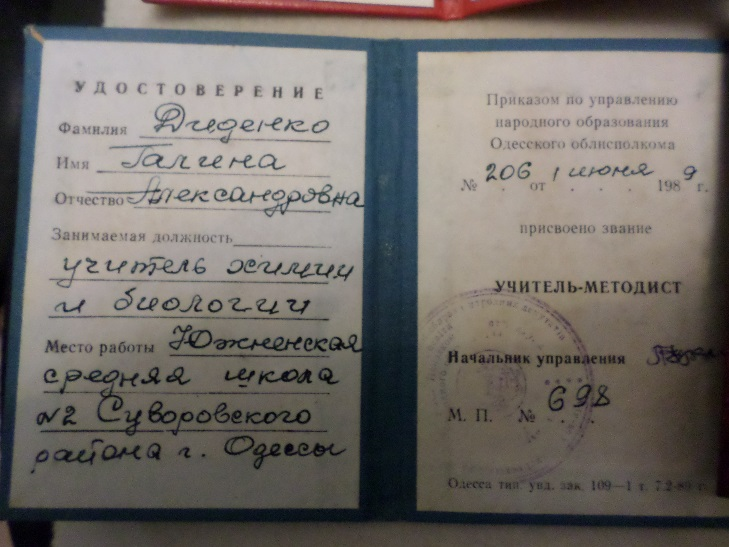 УДОСТОВЕРЕНИЕ
Фамилия Диденко
Имя Галина
Отчество Александровна
Занимаемая должность
учитель химии
и биологии
Место работы Южненская
средняя школа
№2 Суворовского
района г. Одессы
Приказом по управлению
народного образования
Одесского облисполкома
№ 206 от 1 июня 1989 г.
присвоено звание
УЧИТЕЛЬ-МЕТОДИСТ
Начальник управления
М. П. № 698
Одесса тип. увд. зак. 109—1 т. 7.2-89 г.